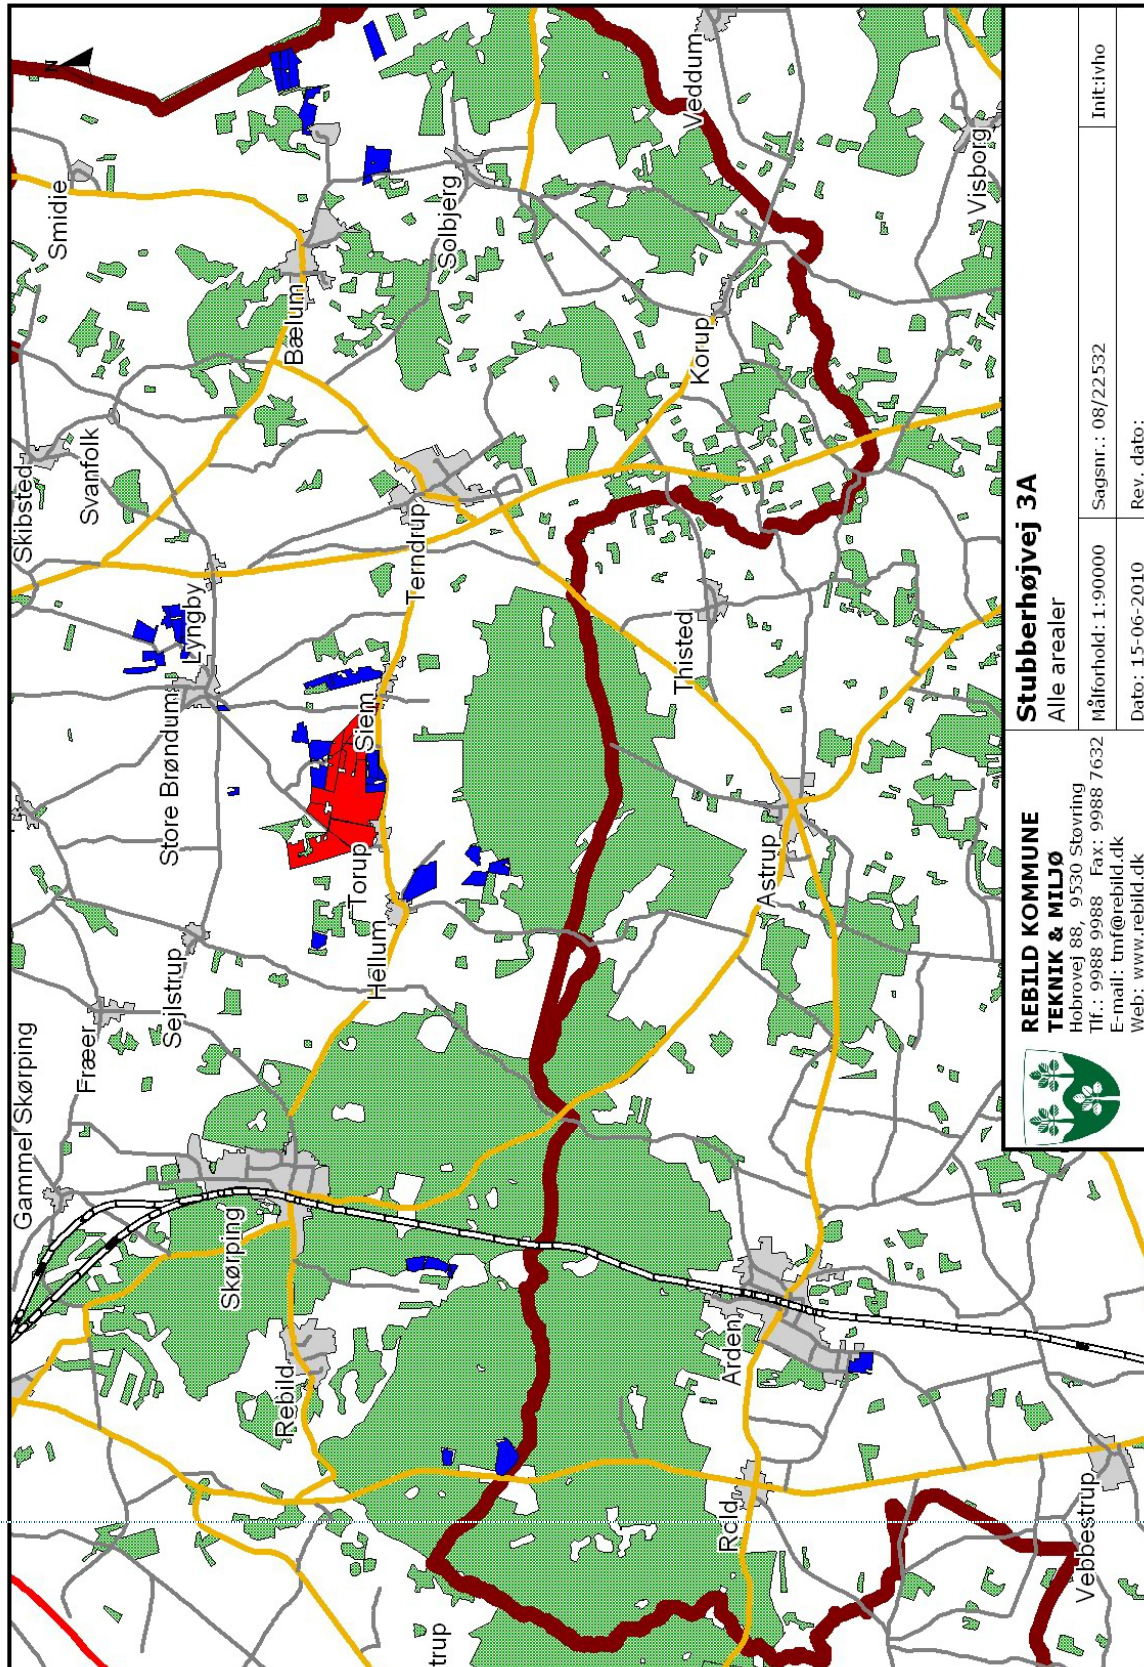 N
Smidie
Bælum
Solbjerg
Veddum
Visborg
Korup
Skibsted
Svanfolk
Terndrup
Lyngby
Store Brøndum
Siem
Torup
Thisted
Hellum
Sejlstrup
Astrup
Fræer
Gammel Skørping
Skørping
Rebild
Arden
Rold
Vebbestrup
trup
REBILD KOMMUNE
TEKNIK & MILJØ
Hobrovej 88, 9530 Støvring
Tlf.: 9988 9988 Fax: 9988 7632
E-mail: tmf@rebild.dk
Web: www.rebild.dk
Stubberhøjvej 3A
Alle arealer
Målforhold: 1:90000
Sagsnr.: 08/22532
Init:ivho
Dato: 15-06-2010
Rev. dato: